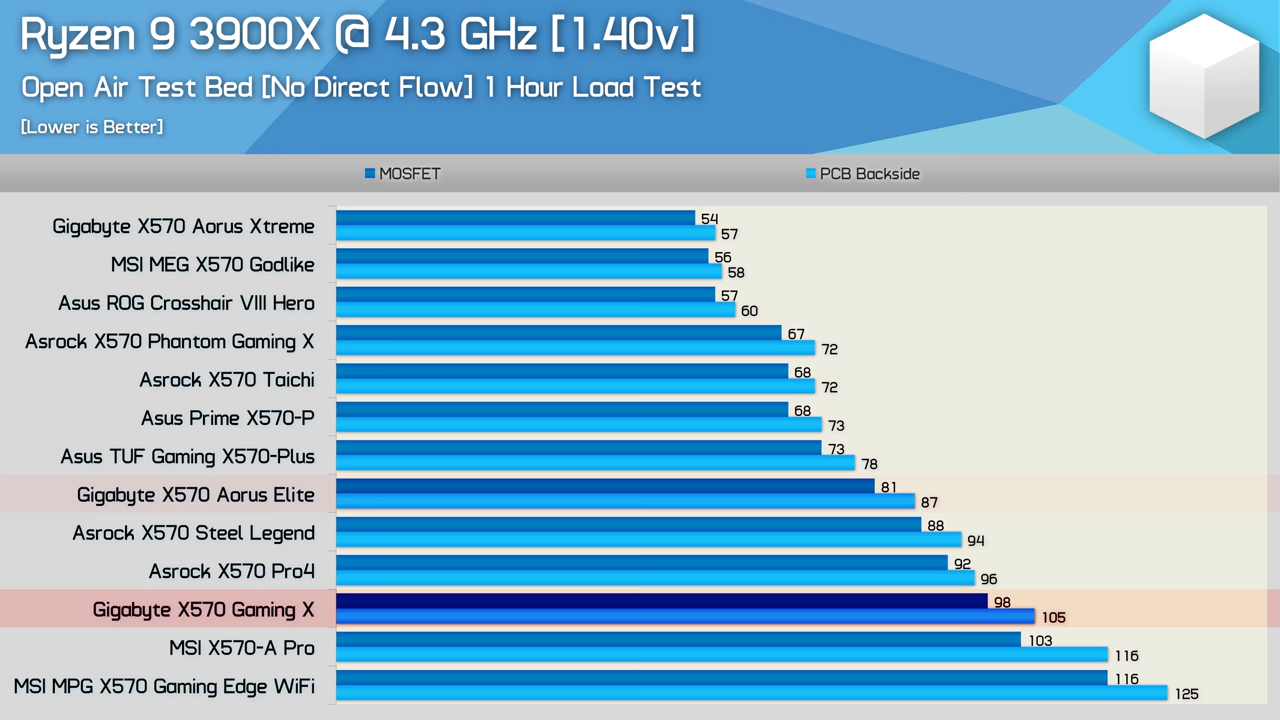 Ryzen 9 3900X @ 4.3 GHz [1.40v]
Open Air Test Bed [No Direct Flow] 1 Hour Load Test
[Lower is Better]
MOSFET PCB Backside
Gigabyte X570 Aorus Xtreme 54 57
MSI MEG X570 Godlike 56 58
Asus ROG Crosshair VIII Hero 57 60
Asrock X570 Phantom Gaming X 67 72
Asrock X570 Taichi 68 72
Asus Prime X570-P 68 73
Asus TUF Gaming X570-Plus 73 78
Gigabyte X570 Aorus Elite 81 87
Asrock X570 Steel Legend 88 94
Asrock X570 Pro4 92 96
Gigabyte X570 Gaming X 98 105
MSI X570-A Pro 103 116
MSI MPG X570 Gaming Edge WiFi 116 125